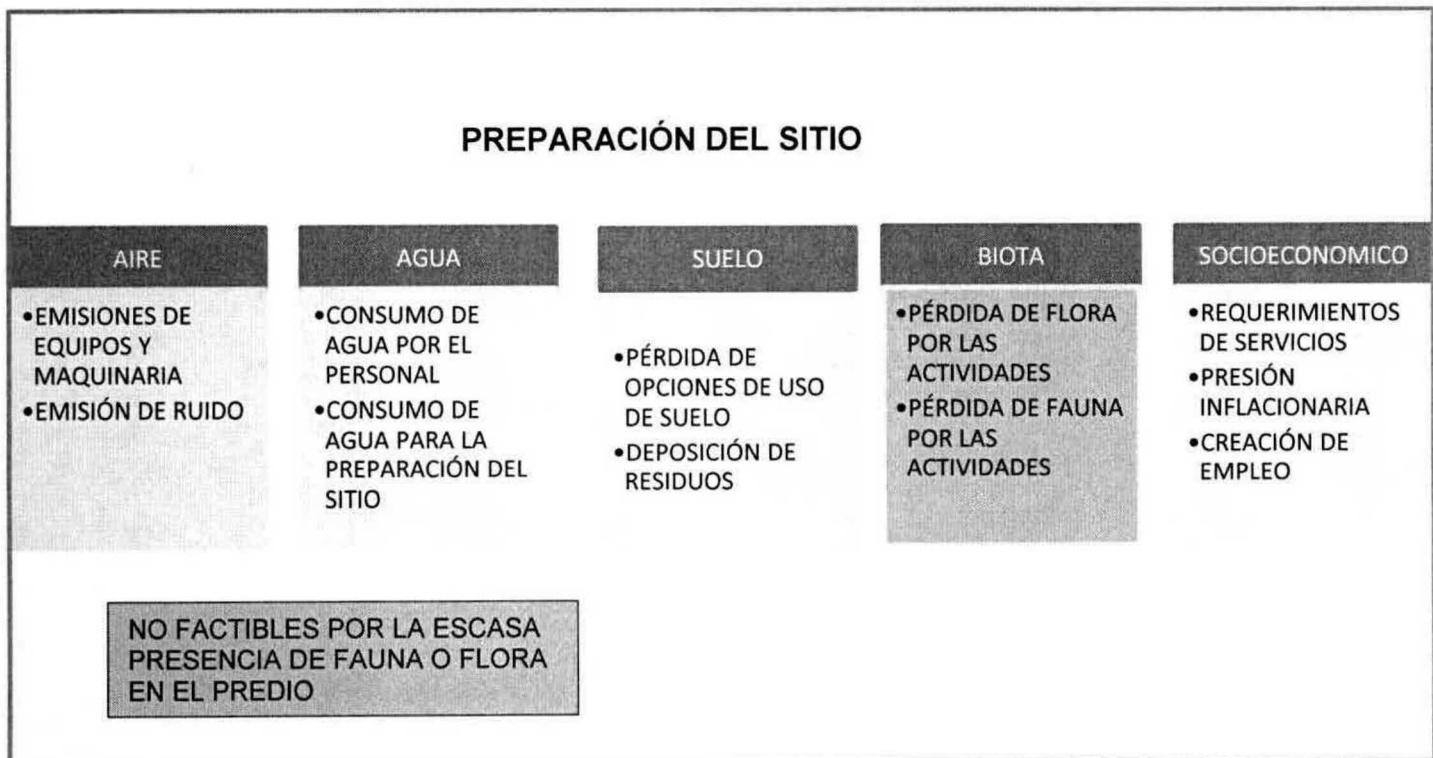 PREPARACIÓN DEL SITIO
AIRE
•EMISIONES DE
EQUIPOS Y
MAQUINARIA
•EMISIÓN DE RUIDO
AGUA
•CONSUMO DE
AGUA POR EL
PERSONAL
•CONSUMO DE
AGUA PARA LA
PREPARACIÓN DEL
SITIO
SUELO
•PÉRDIDA DE
OPCIONES DE USO
DE SUELO
•DEPOSICIÓN DE
RESIDUOS
BIOTA
•PÉRDIDA DE FLORA
POR LAS
ACTIVIDADES
•PÉRDIDA DE FAUNA
POR LAS
ACTIVIDADES
SOCIOECONOMICO
•REQUERIMIENTOS
DE SERVICIOS
•PRESIÓN
INFLACIONARIA
•CREACIÓN DE
EMPLEO
NO FACTIBLES POR LA ESCASA
PRESENCIA DE FAUNA O FLORA
EN EL PREDIO